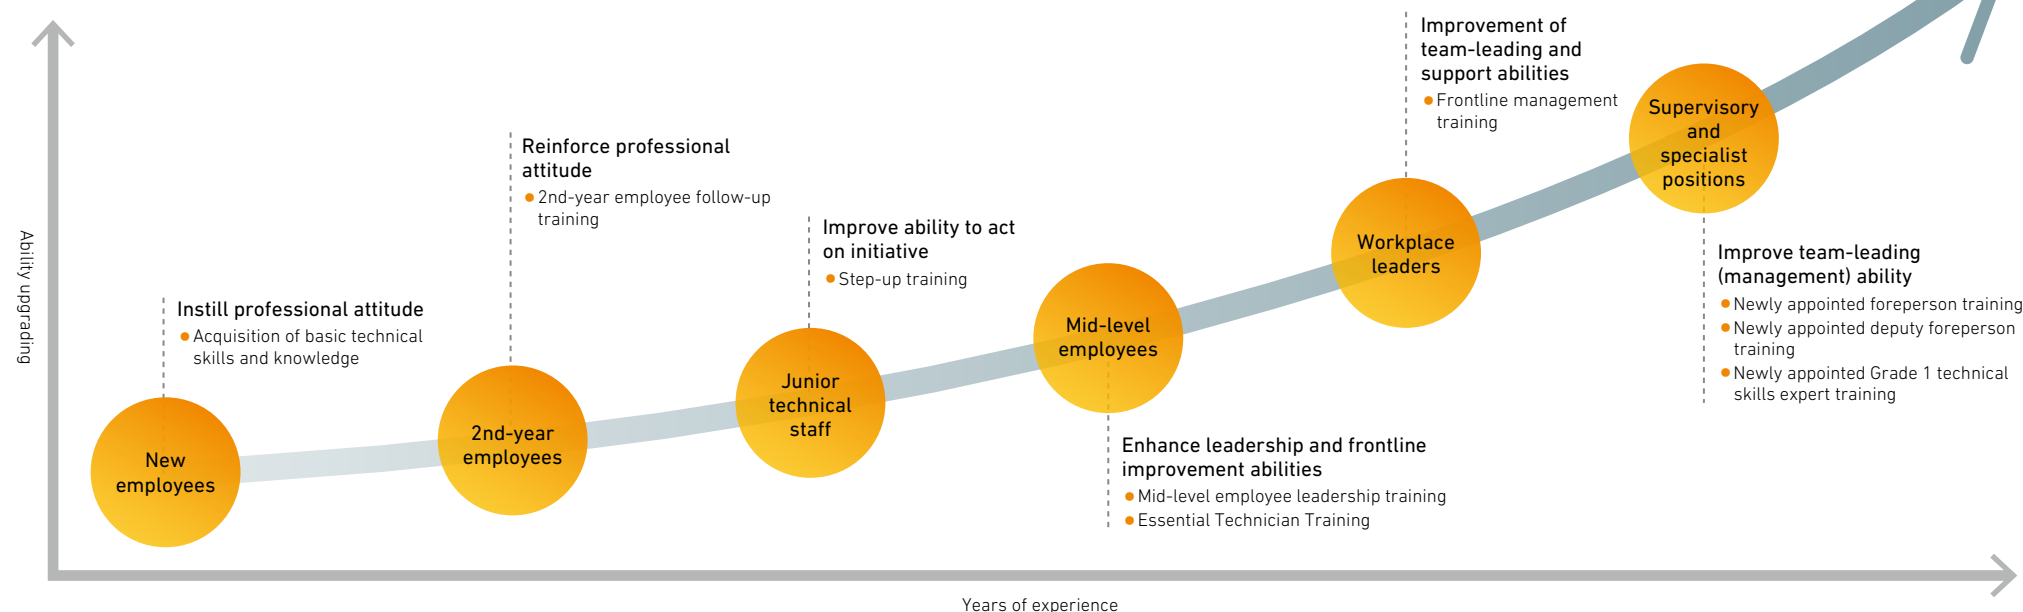 Ability upgrading
Instill professional attitude
Acquisition of basic technical
skills and knowledge
New
employees
Reinforce professional
attitude
2nd-year employee follow-up
training
2nd-year
employees
Improve ability to act
on initiative
Step-up training
Junior
technical
staff
Mid-level
employees
Enhance leadership and frontline
improvement abilities
Mid-level employee leadership training
Essential Technician Training
Improvement of
team-leading and
support abilities
Frontline management
training
Workplace
leaders
Supervisory
and
specialist
positions
Improve team-leading
(management) ability
Newly appointed foreperson training
Newly appointed deputy foreperson
training
Newly appointed Grade 1 technical
skills expert training
Years of experience